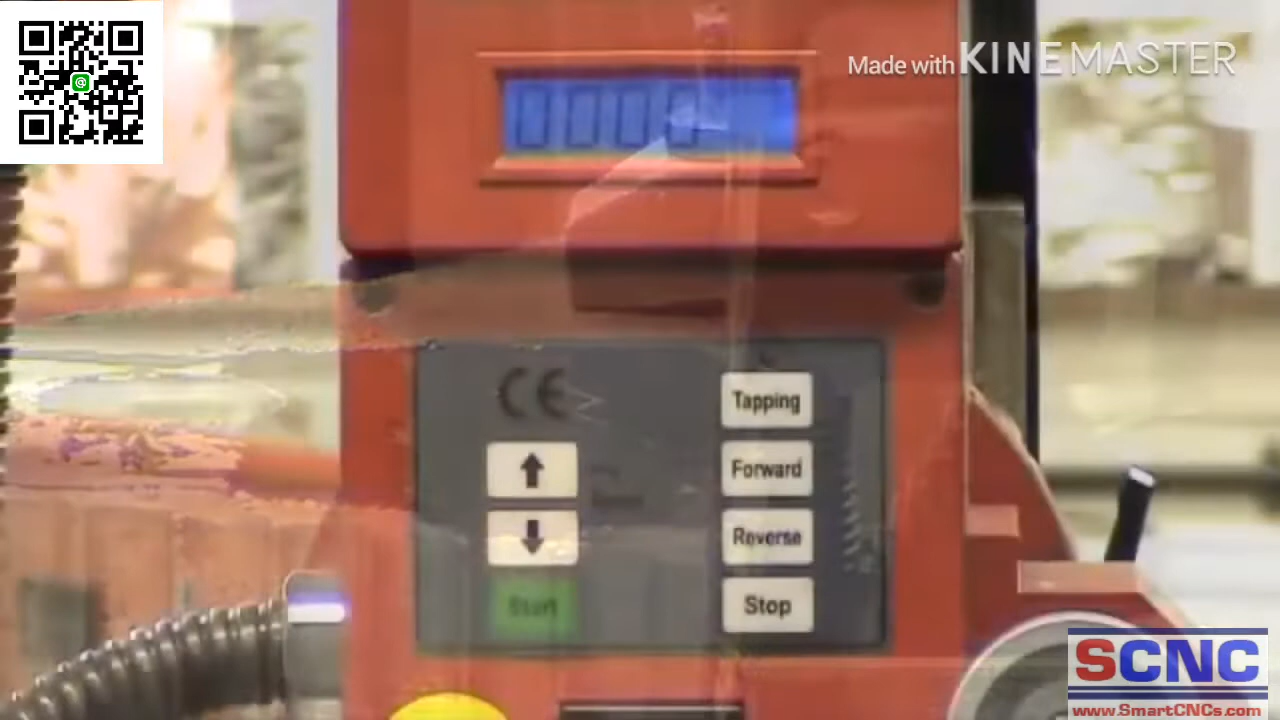 Made with KINEMASTER
CE
Tapping
Forward
Reverse
Start
Stop
SCNC
www.SmartCNCs.com